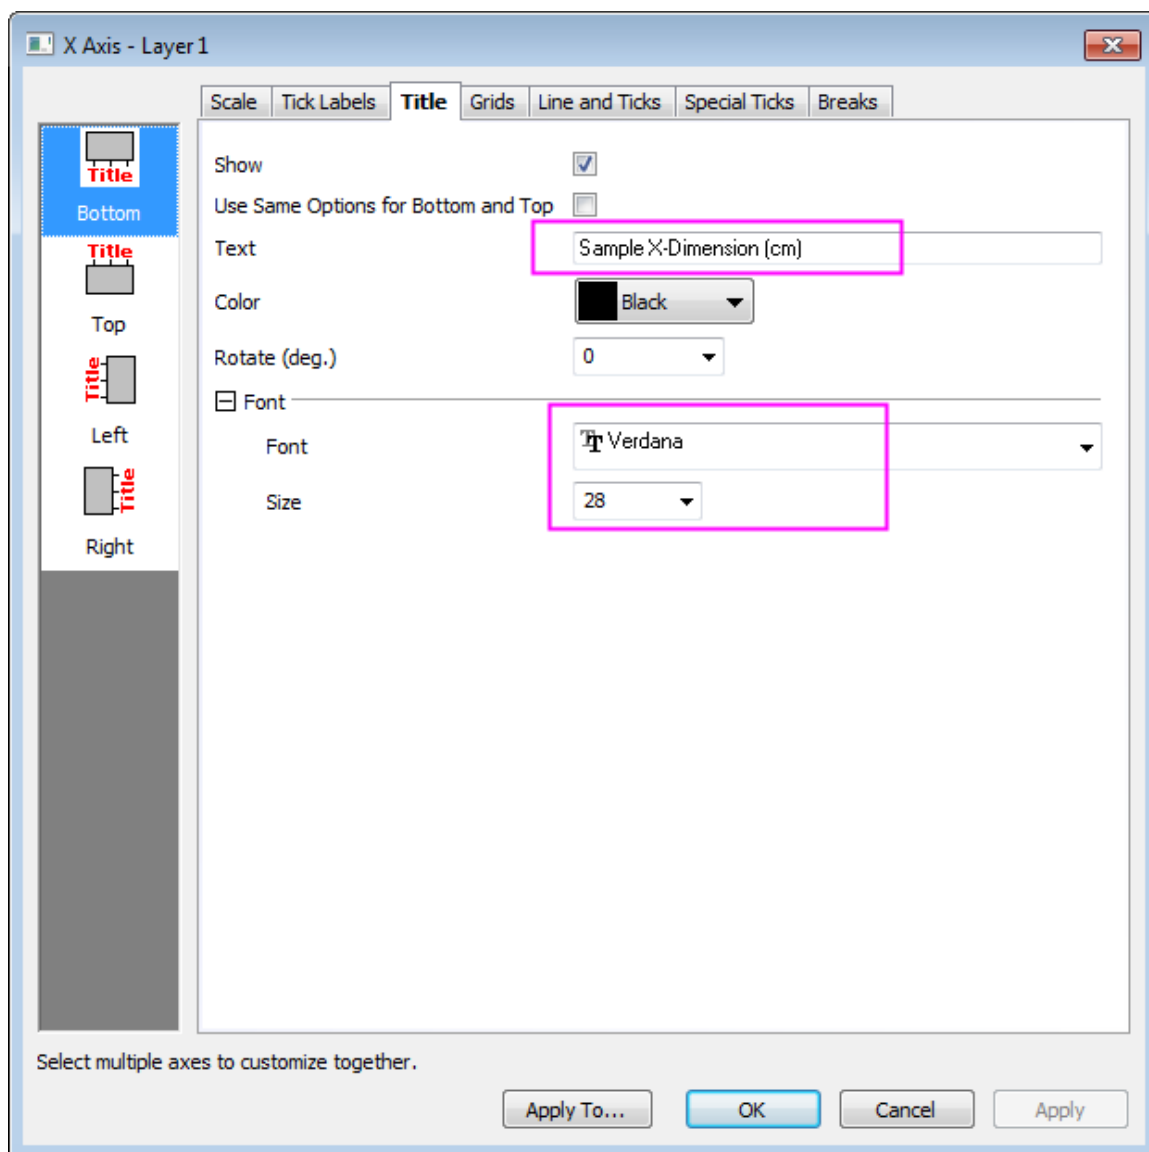 X Axis - Layer 1
Scale Tick Labels Title Grids Line and Ticks Special Ticks Breaks
Title
Bottom
Title
Top
Title
Left
Title
Right
Show
Use Same Options for Bottom and Top
Text Sample X-Dimension (cm)
Color Black
Rotate (deg.) 0
Font
Font Verdana
Size 28
Select multiple axes to customize together.
Apply To... OK Cancel Apply